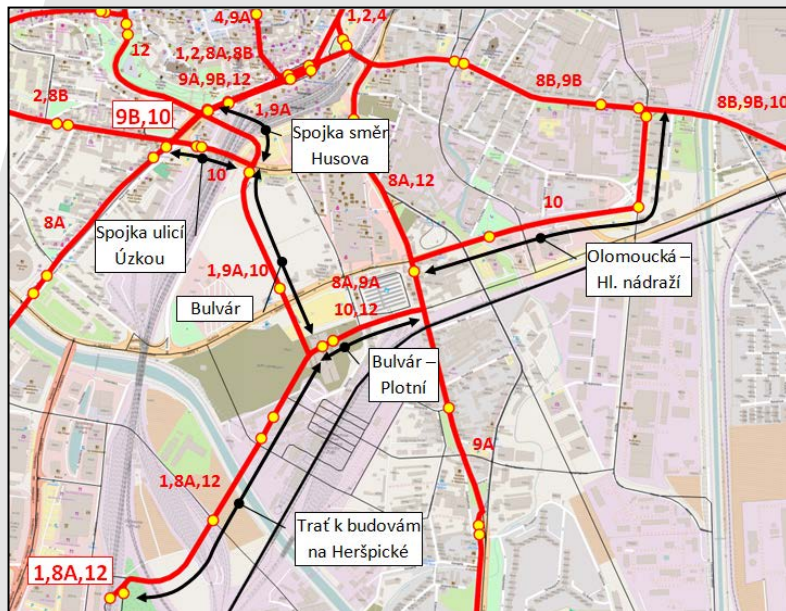 4,9A
1,2,4
12
1,2,8A,8B
9A,9B,12
8B,9B
2,8B
8B,9B,10
9B,10
1,9A
Spojka směr
Husova
8A,12
10
10
8A
Spojka ulicí
Úzkou
Olomoucká –
Hl. nádraží
1,9A,10
8A,9A
10,12
Bulvár
Bulvár –
Plotní
9A
1,8A,12
Trať k budovám
na Heršpické
1,8A,12